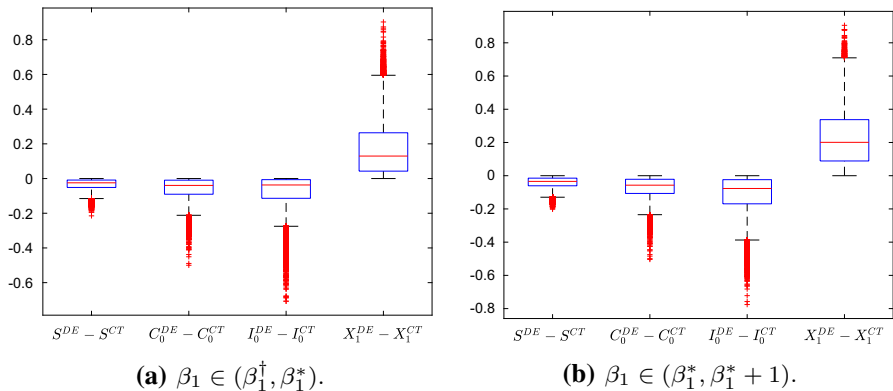 0.8
0.6
0.4
0.2
0
-0.2
-0.4
-0.6
S^{DE} − S^{CT}
C_0^{DE} − C_0^{CT}
I_0^{DE} − I_0^{CT}
X_1^{DE} − X_1^{CT}
(a) β_1 ∈ (β_1^†, β_1^*).
0.8
0.6
0.4
0.2
0
-0.2
-0.4
-0.6
-0.8
S^{DE} − S^{CT}
C_0^{DE} − C_0^{CT}
I_0^{DE} − I_0^{CT}
X_1^{DE} − X_1^{CT}
(b) β_1 ∈ (β_1^*, β_1^* + 1).